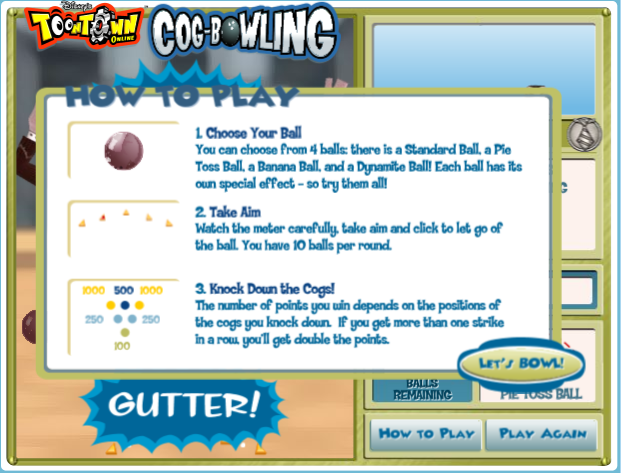 Disney's
TOONTOWN
ONLINE
COG-BOWLING
HOW TO PLAY
1. Choose Your Ball
You can choose from 4 balls: there is a Standard Ball, a Pie
Toss Ball, a Banana Ball, and a Dynamite Ball! Each ball has its
own special effect - so try them all!
2. Take Aim
Watch the meter carefully, take aim and click to let go of
the ball. You have 10 balls per round.
1000 500 1000
250 250
100
3. Knock Down the Cogs!
The number of points you win depends on the positions of
the cogs you knock down. If you get more than one strike
in a row, you'll get double the points.
LET'S BOWL!
BALLS
REMAINING
PIE TOSS BALL
GUTTER!
HOW TO PLAY
PLAY AGAIN